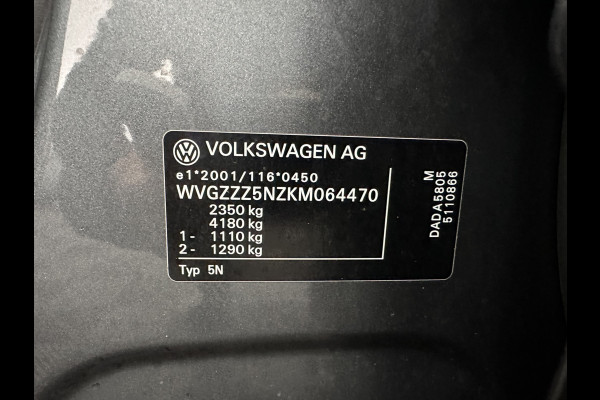 VOLKSWAGEN AG
e1*2001/116*0450
WVGZZZ5NZKM064470
2350 kg
4180 kg
1- 1110 kg
2- 1290 kg
Typ 5N
DADA5805 M
5110866